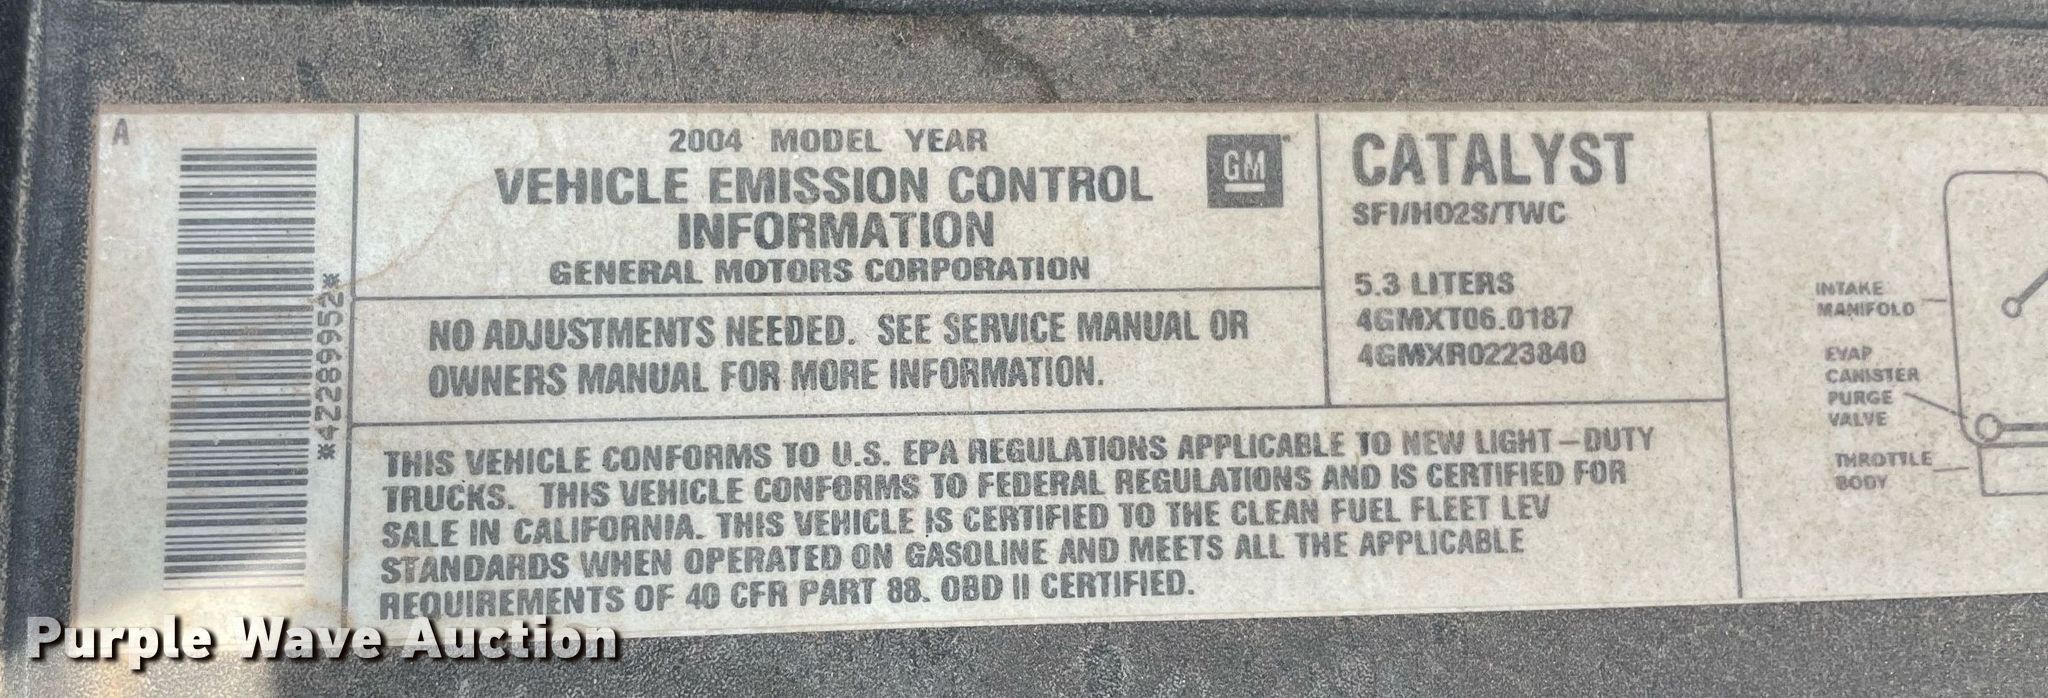 A
*42289952*
2004 MODEL YEAR
VEHICLE EMISSION CONTROL
INFORMATION
GENERAL MOTORS CORPORATION
GM
NO ADJUSTMENTS NEEDED. SEE SERVICE MANUAL OR
OWNERS MANUAL FOR MORE INFORMATION.
CATALYST
SFI/HO2S/TWC
5.3 LITERS
4GMXT06.0187
4GMXR0223840
THIS VEHICLE CONFORMS TO U.S. EPA REGULATIONS APPLICABLE TO NEW LIGHT-DUTY
TRUCKS. THIS VEHICLE CONFORMS TO FEDERAL REGULATIONS AND IS CERTIFIED FOR
SALE IN CALIFORNIA. THIS VEHICLE IS CERTIFIED TO THE CLEAN FUEL FLEET LEV
STANDARDS WHEN OPERATED ON GASOLINE AND MEETS ALL THE APPLICABLE
REQUIREMENTS OF 40 CFR PART 88. OBD II CERTIFIED.
INTAKE
MANIFOLD
EVAP
CANISTER
PURGE
VALVE
THROTTLE
BODY
Purple Wave Auction